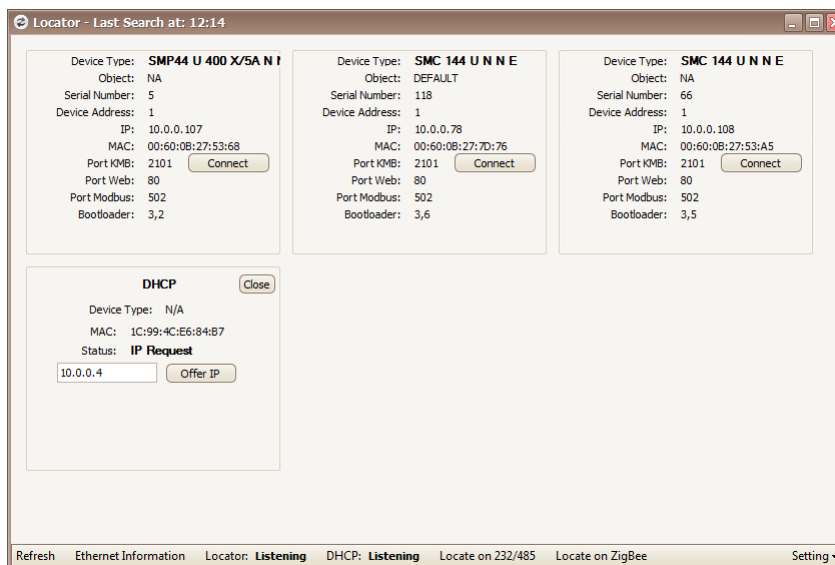 Locator - Last Search at: 12:14
Device Type: SMP44 U 400 X/5A N
Object: NA
Serial Number: 5
Device Address: 1
IP: 10.0.0.107
MAC: 00:60:0B:27:53:68
Port KMB: 2101 Connect
Port Web: 80
Port Modbus: 502
Bootloader: 3,2
Device Type: SMC 144 U N N E
Object: DEFAULT
Serial Number: 118
Device Address: 1
IP: 10.0.0.78
MAC: 00:60:0B:27:7D:76
Port KMB: 2101 Connect
Port Web: 80
Port Modbus: 502
Bootloader: 3,6
Device Type: SMC 144 U N N E
Object: NA
Serial Number: 66
Device Address: 1
IP: 10.0.0.108
MAC: 00:60:0B:27:53:A5
Port KMB: 2101 Connect
Port Web: 80
Port Modbus: 502
Bootloader: 3,5
DHCP Close
Device Type: N/A
MAC: 1C:99:4C:E6:84:B7
Status: IP Request
10.0.0.4 Offer IP
Refresh Ethernet Information Locator: Listening DHCP: Listening Locate on 232/485 Locate on ZigBee Setting